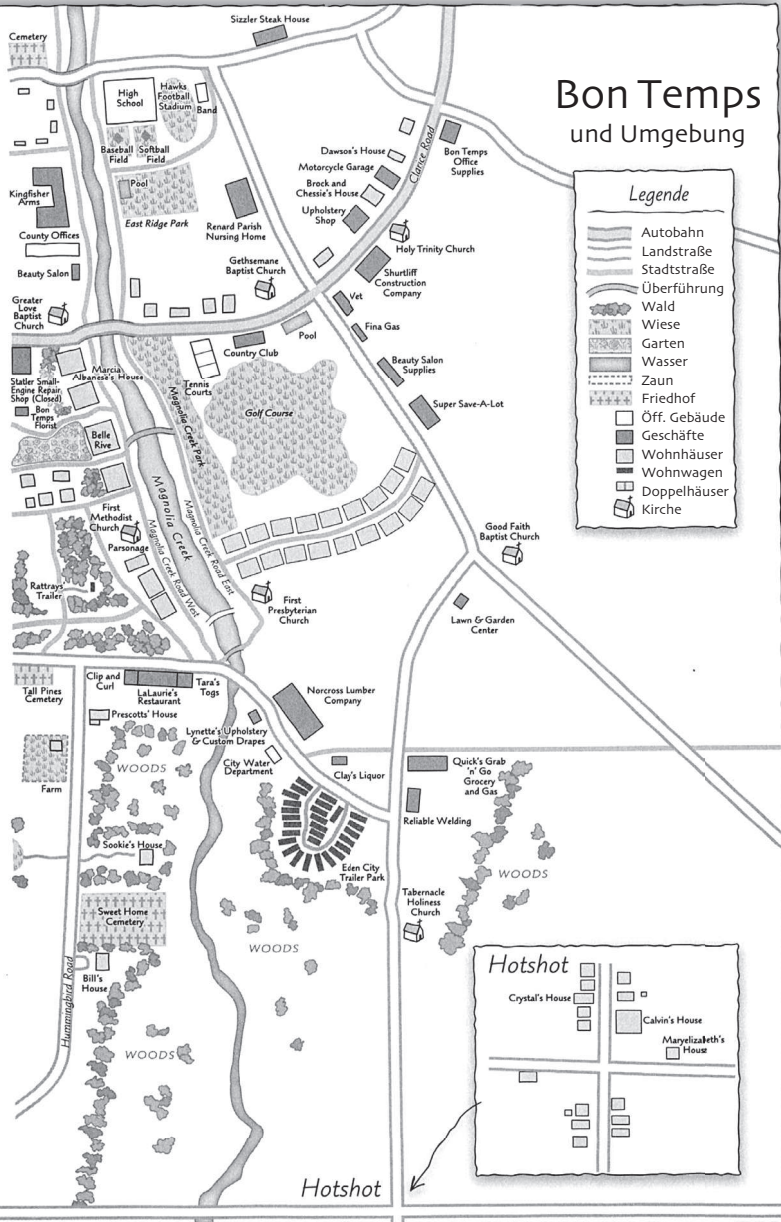 Bon Temps
und Umgebung
Sizzler Steak House
Cemetery
High
School
Hawks
Football
Stadium
Band
Baseball
Field
Softball
Field
Pool
East Ridge Park
Kingfisher
Arms
County Offices
Beauty Salon
Greater
Love
Baptist
Church
Renard Parish
Nursing Home
Gethsemane
Baptist Church
Dawsos's House
Motorcycle Garage
Brock and
Chessie's House
Upholstery
Shop
Clarice Road
Bon Temps
Office
Supplies
Holy Trinity Church
Shurtliff
Construction
Company
Vet
Fina Gas
Pool
Country Club
Beauty Salon
Supplies
Super Save-A-Lot
Tennis
Courts
Golf Course
Statler Small-
Engine Repair
Shop (Closed)
Marcia
Albanese's House
Bon
Temps
Florist
Belle
Rive
Magnolia Creek Park
Magnolia Creek
Magnolia Creek Road East
Magnolia Creek Road West
First
Methodist
Church
Parsonage
Rattrays
Trailer
First
Presbyterian
Church
Good Faith
Baptist Church
Lawn & Garden
Center
Tall Pines
Cemetery
Clip and
Curl
LaLaurie's
Restaurant
Tara's
Togs
Prescotts' House
Norcross Lumber
Company
Lynette's Upholstery
& Custom Drapes
City Water
Department
Clay's Liquor
WOODS
Farm
Quick's Grab
'n' Go
Grocery
and Gas
Reliable Welding
Sookie's House
Eden City
Trailer Park
WOODS
Sweet Home
Cemetery
Tabernacle
Holiness
Church
WOODS
Bill's
House
Hummingbird Road
WOODS
Hotshot
Legende
Autobahn
Landstraße
Stadtstraße
Überführung
Wald
Wiese
Garten
Wasser
Zaun
Friedhof
Öff. Gebäude
Geschäfte
Wohnhäuser
Wohnwagen
Doppelhäuser
Kirche
Hotshot
Crystal's House
Calvin's House
Maryelizabeth's
House